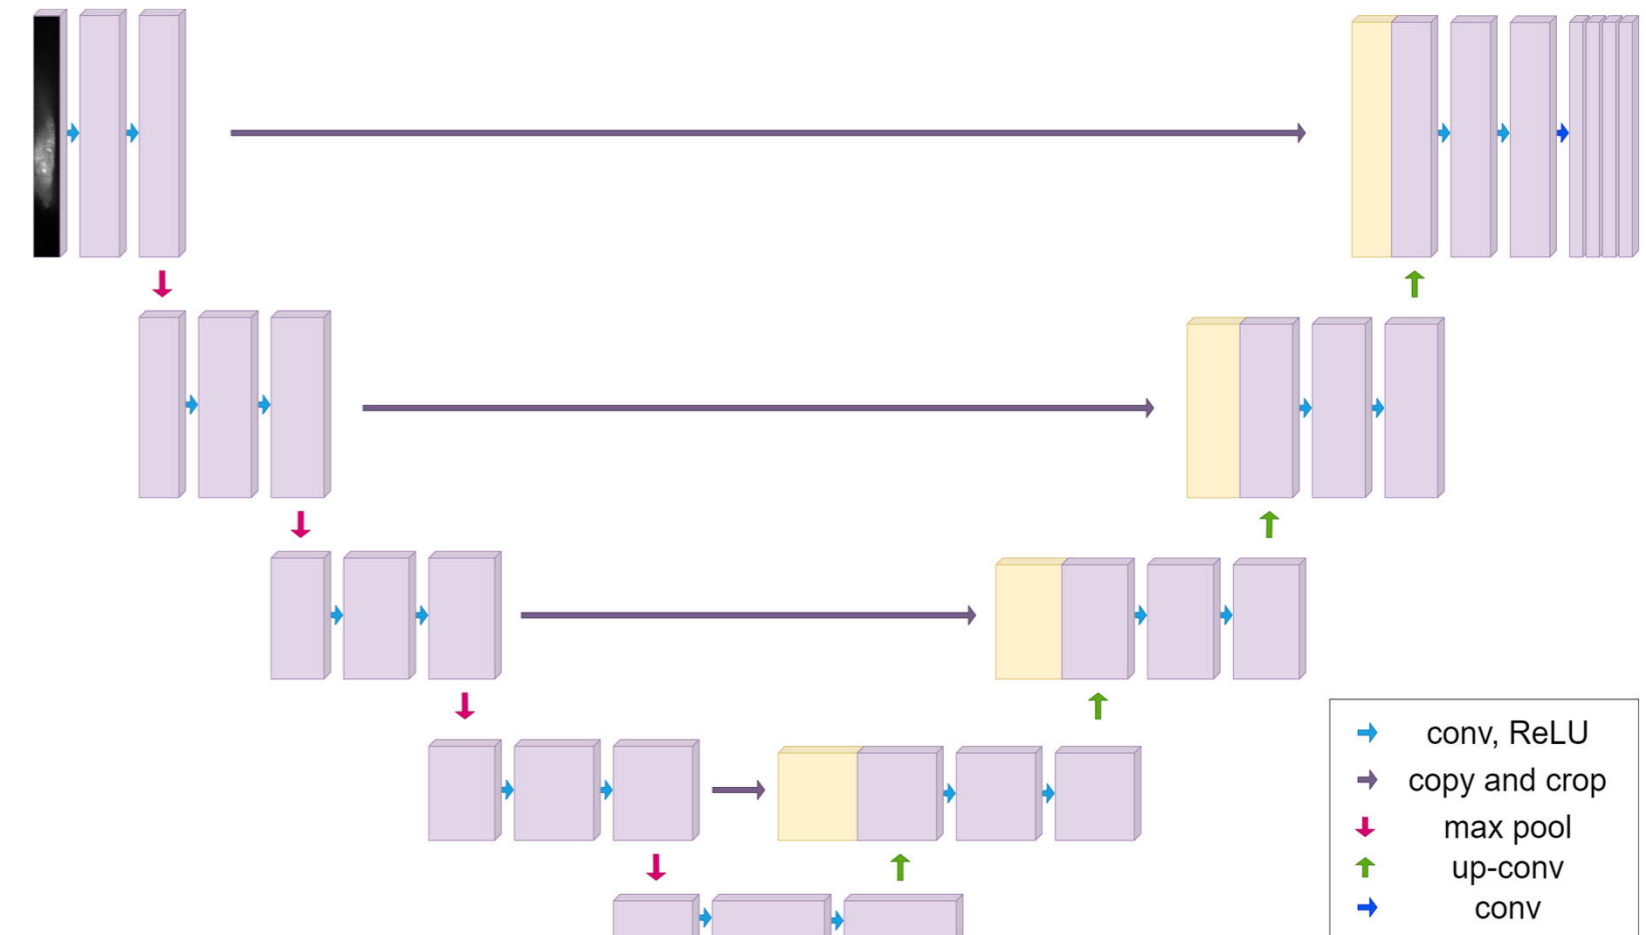 conv, ReLU
copy and crop
max pool
up-conv
conv